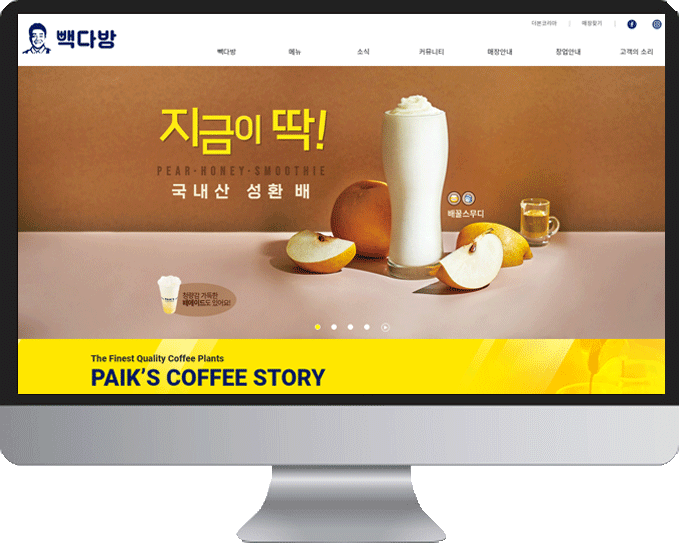 더본코리아 | 매장찾기 |
빽다방
빽다방 메뉴 소식 커뮤니티 매장안내 창업안내 고객의 소리
지금이 딱!
PEAR·HONEY·SMOOTHIE
국내산 성환 배
배꿀스무디
청량감 가득한
배에이드도 있어요!
The Finest Quality Coffee Plants
PAIK'S COFFEE STORY